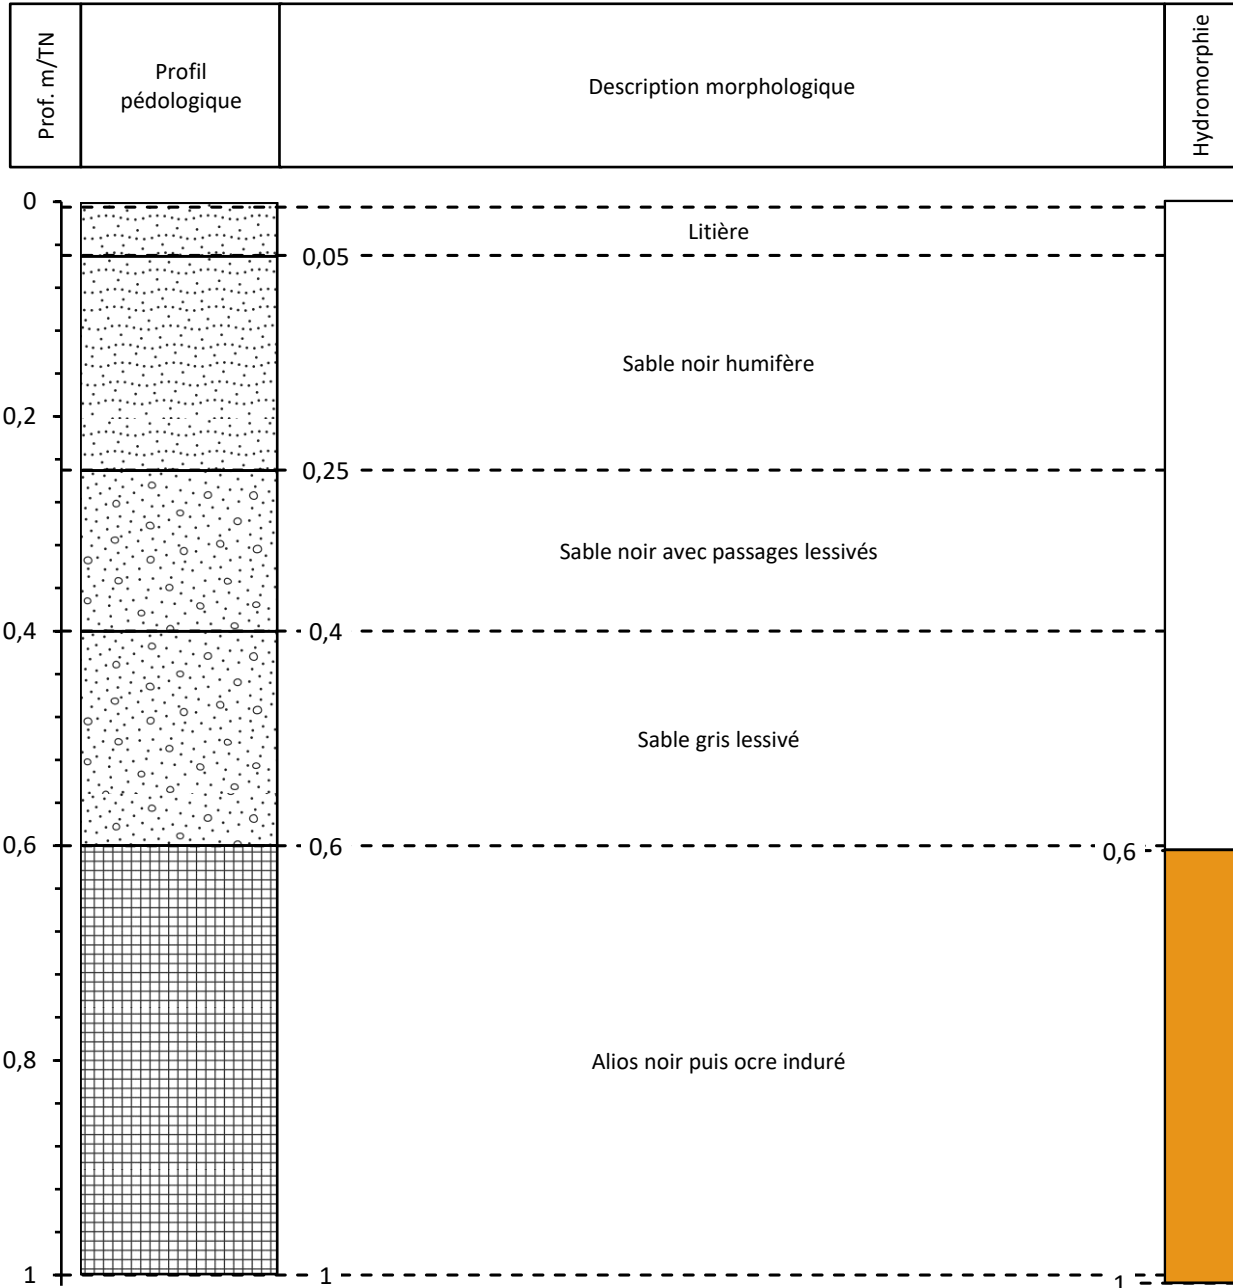 Prof. m/TN
Profil
pédologique
Description morphologique
Hydromorphie
0
Litière
0,05
Sable noir humifère
0,2
0,25
Sable noir avec passages lessivés
0,4
0,4
Sable gris lessivé
0,6
0,6
0,6
Alios noir puis ocre induré
0,8
1
1
1